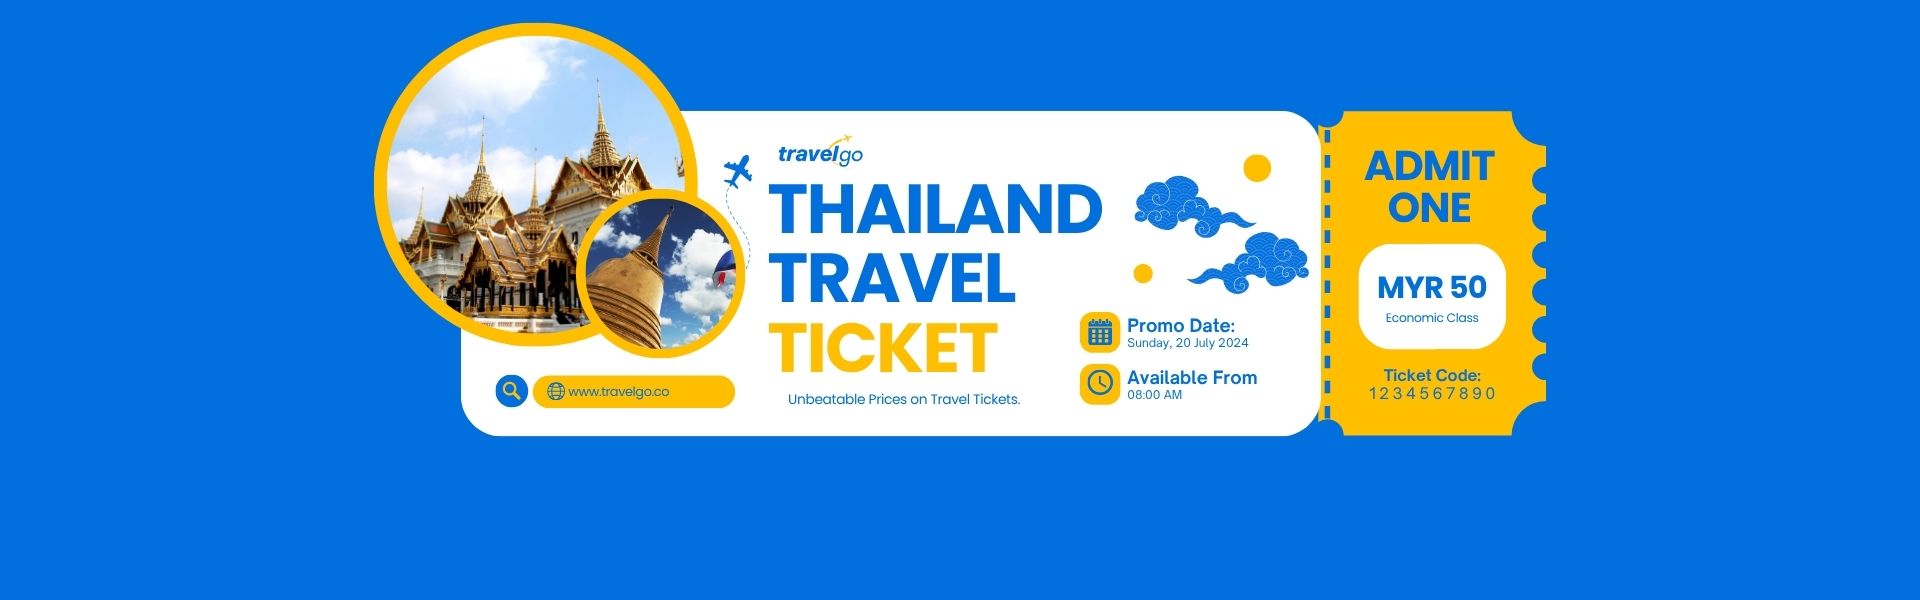 travelgo
THAILAND
TRAVEL
TICKET
Unbeatable Prices on Travel Tickets.
www.travelgo.co
Promo Date:
Sunday, 20 July 2024
Available From
08:00 AM
ADMIT
ONE
MYR 50
Economic Class
Ticket Code:
1234567890